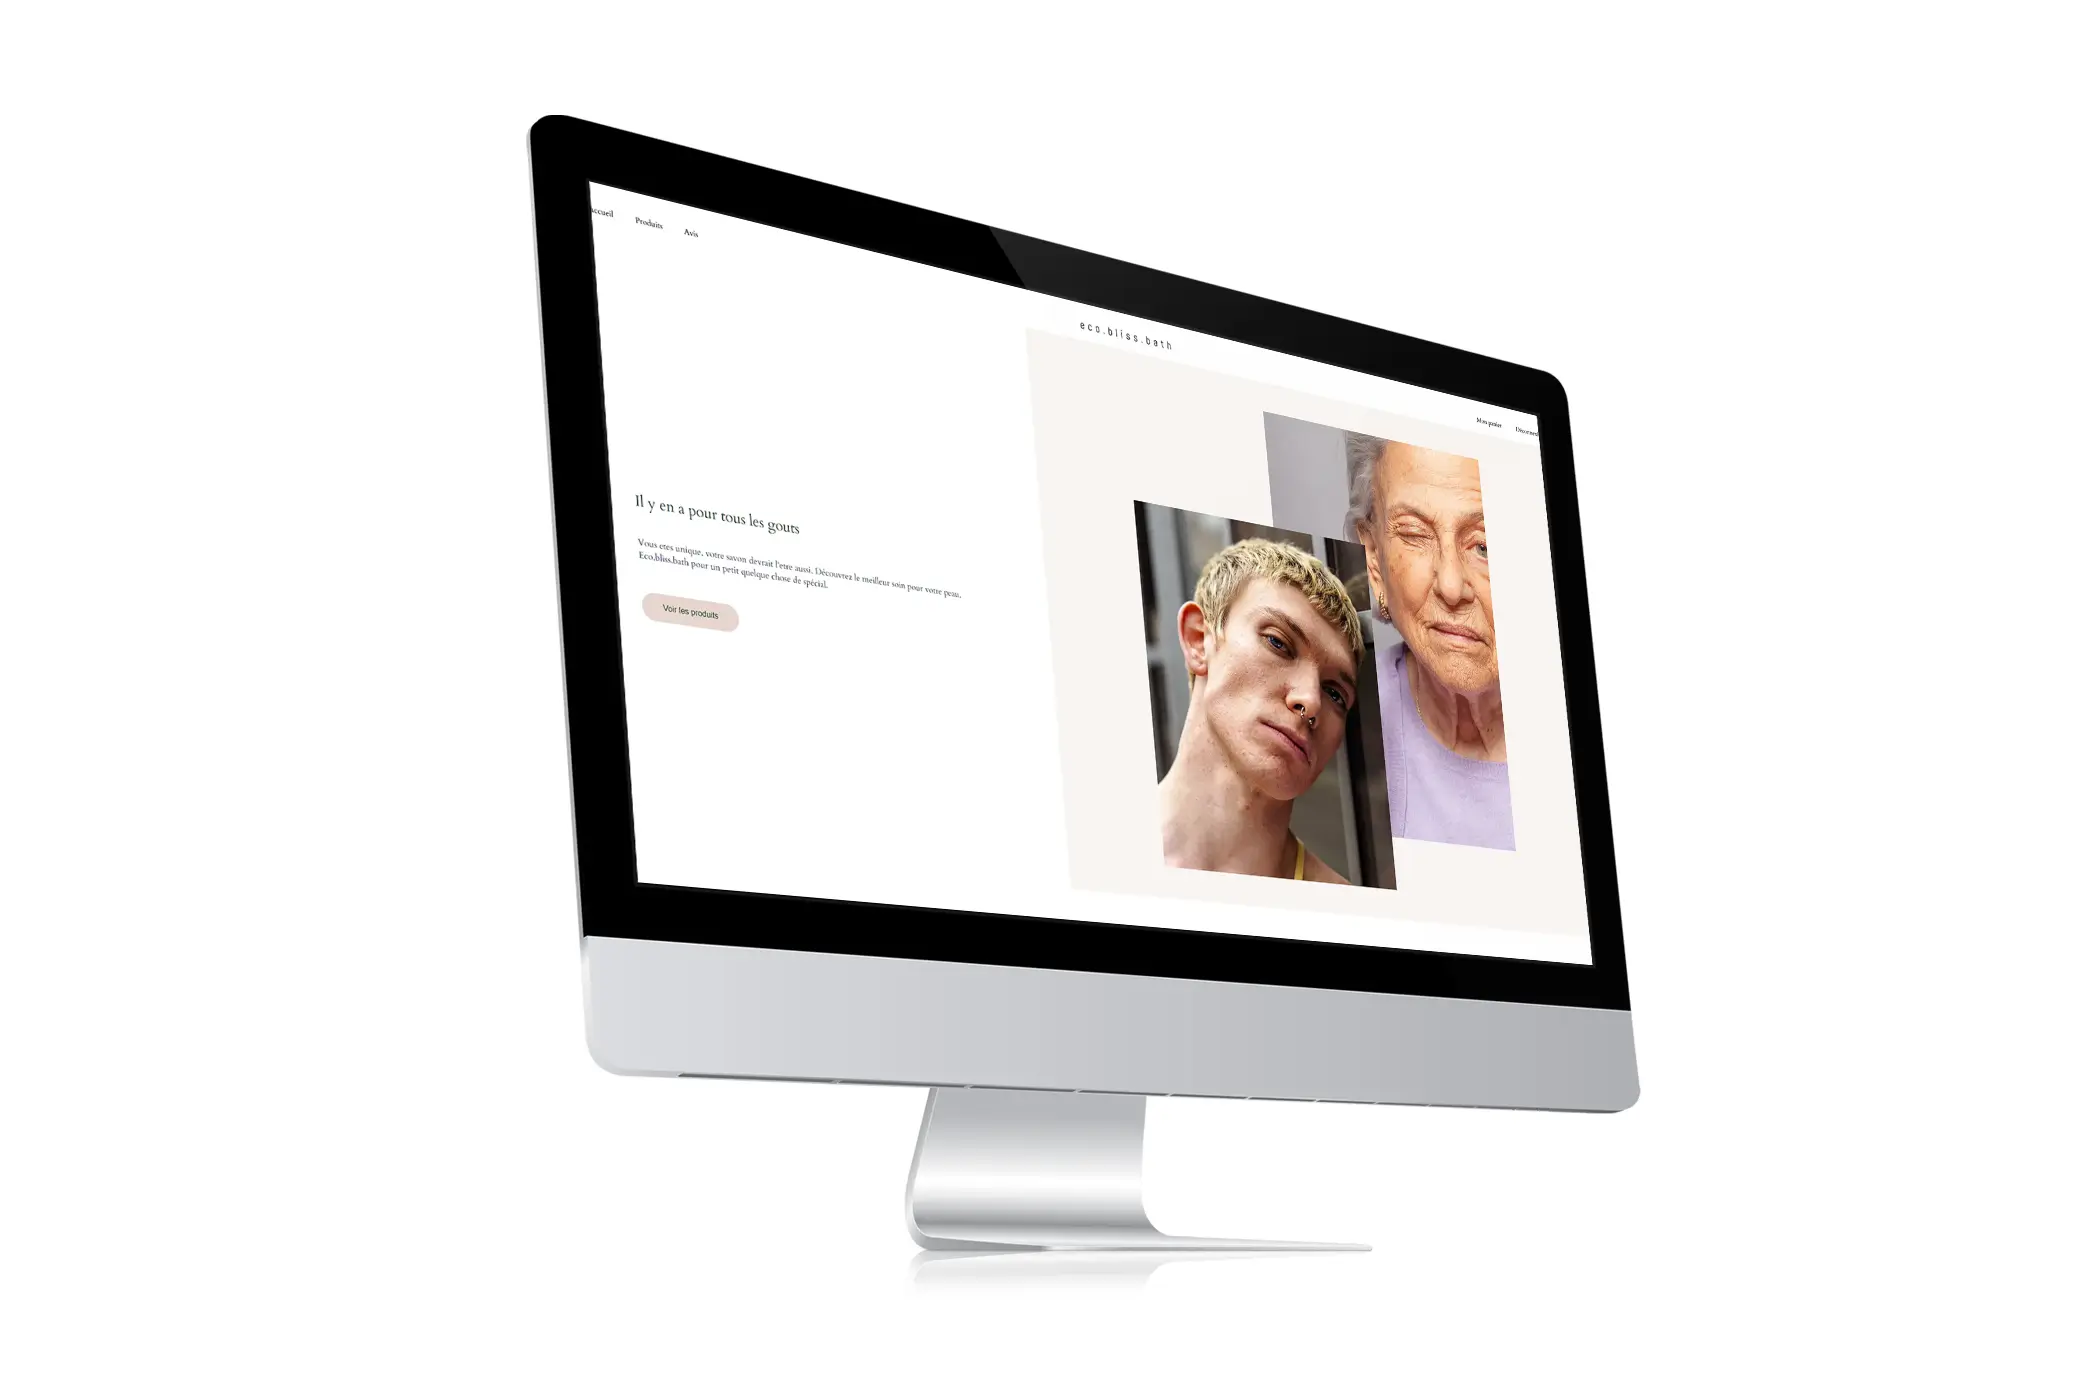 Accueil Produits Avis
eco.bliss.bath
Mon panier
Il y en a pour tous les gouts
Vous etes unique, votre savon devrait l'etre aussi. Découvrez le meilleur soin pour votre peau.
Eco.bliss.bath pour un petit quelque chose de spécial.
Voir les produits